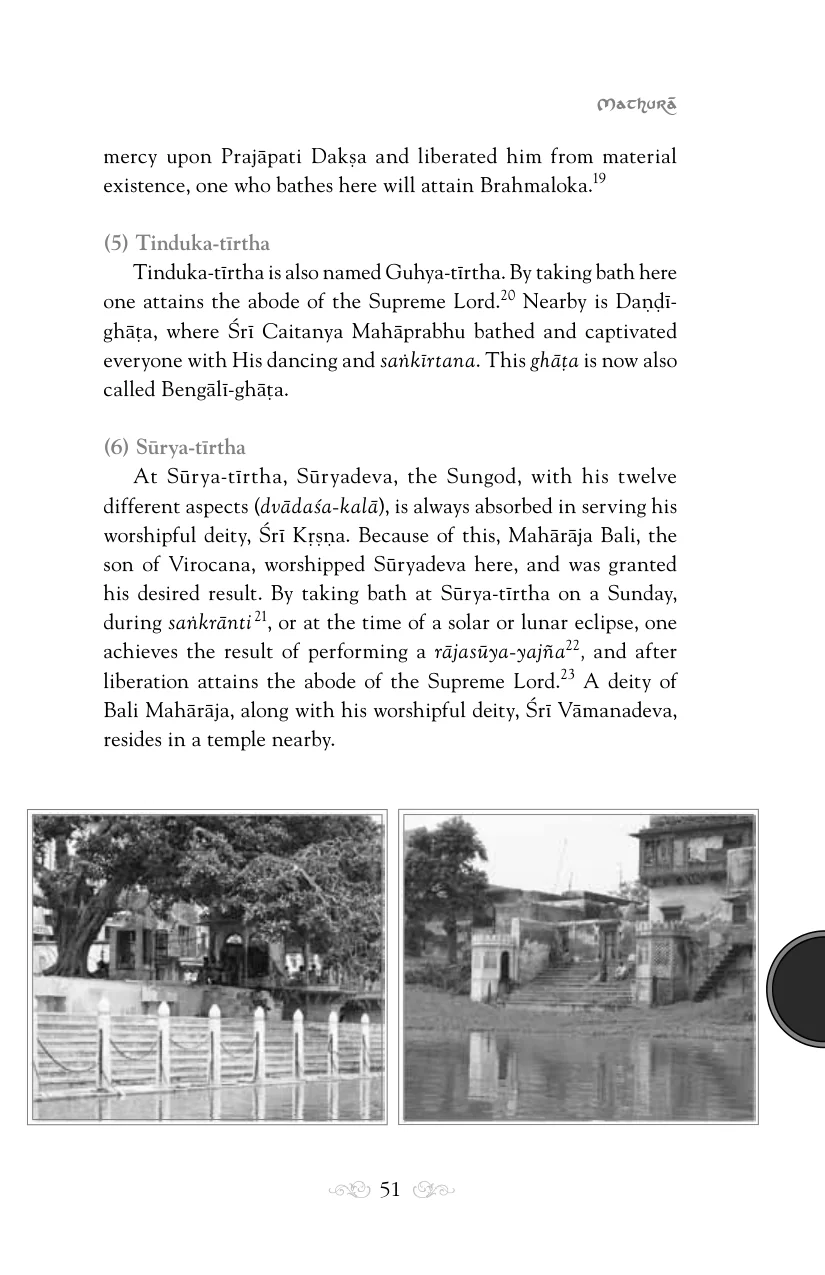 Mathurā
mercy upon Prajāpati Dakṣa and liberated him from material
existence, one who bathes here will attain Brahmaloka.19
(5) Tinduka-tīrtha
Tinduka-tīrtha is also named Guhya-tīrtha. By taking bath here
one attains the abode of the Supreme Lord.20 Nearby is Daṇḍī-
ghāṭa, where Śrī Caitanya Mahāprabhu bathed and captivated
everyone with His dancing and saṅkīrtana. This ghāṭa is now also
called Bengālī-ghāṭa.
(6) Sūrya-tīrtha
At Sūrya-tīrtha, Sūryadeva, the Sungod, with his twelve
different aspects (dvādaśa-kalā), is always absorbed in serving his
worshipful deity, Śrī Kṛṣṇa. Because of this, Mahārāja Bali, the
son of Virocana, worshipped Sūryadeva here, and was granted
his desired result. By taking bath at Sūrya-tīrtha on a Sunday,
during saṅkrānti21, or at the time of a solar or lunar eclipse, one
achieves the result of performing a rājasūya-yajña22, and after
liberation attains the abode of the Supreme Lord.23 A deity of
Bali Mahārāja, along with his worshipful deity, Śrī Vāmanadeva,
resides in a temple nearby.
51